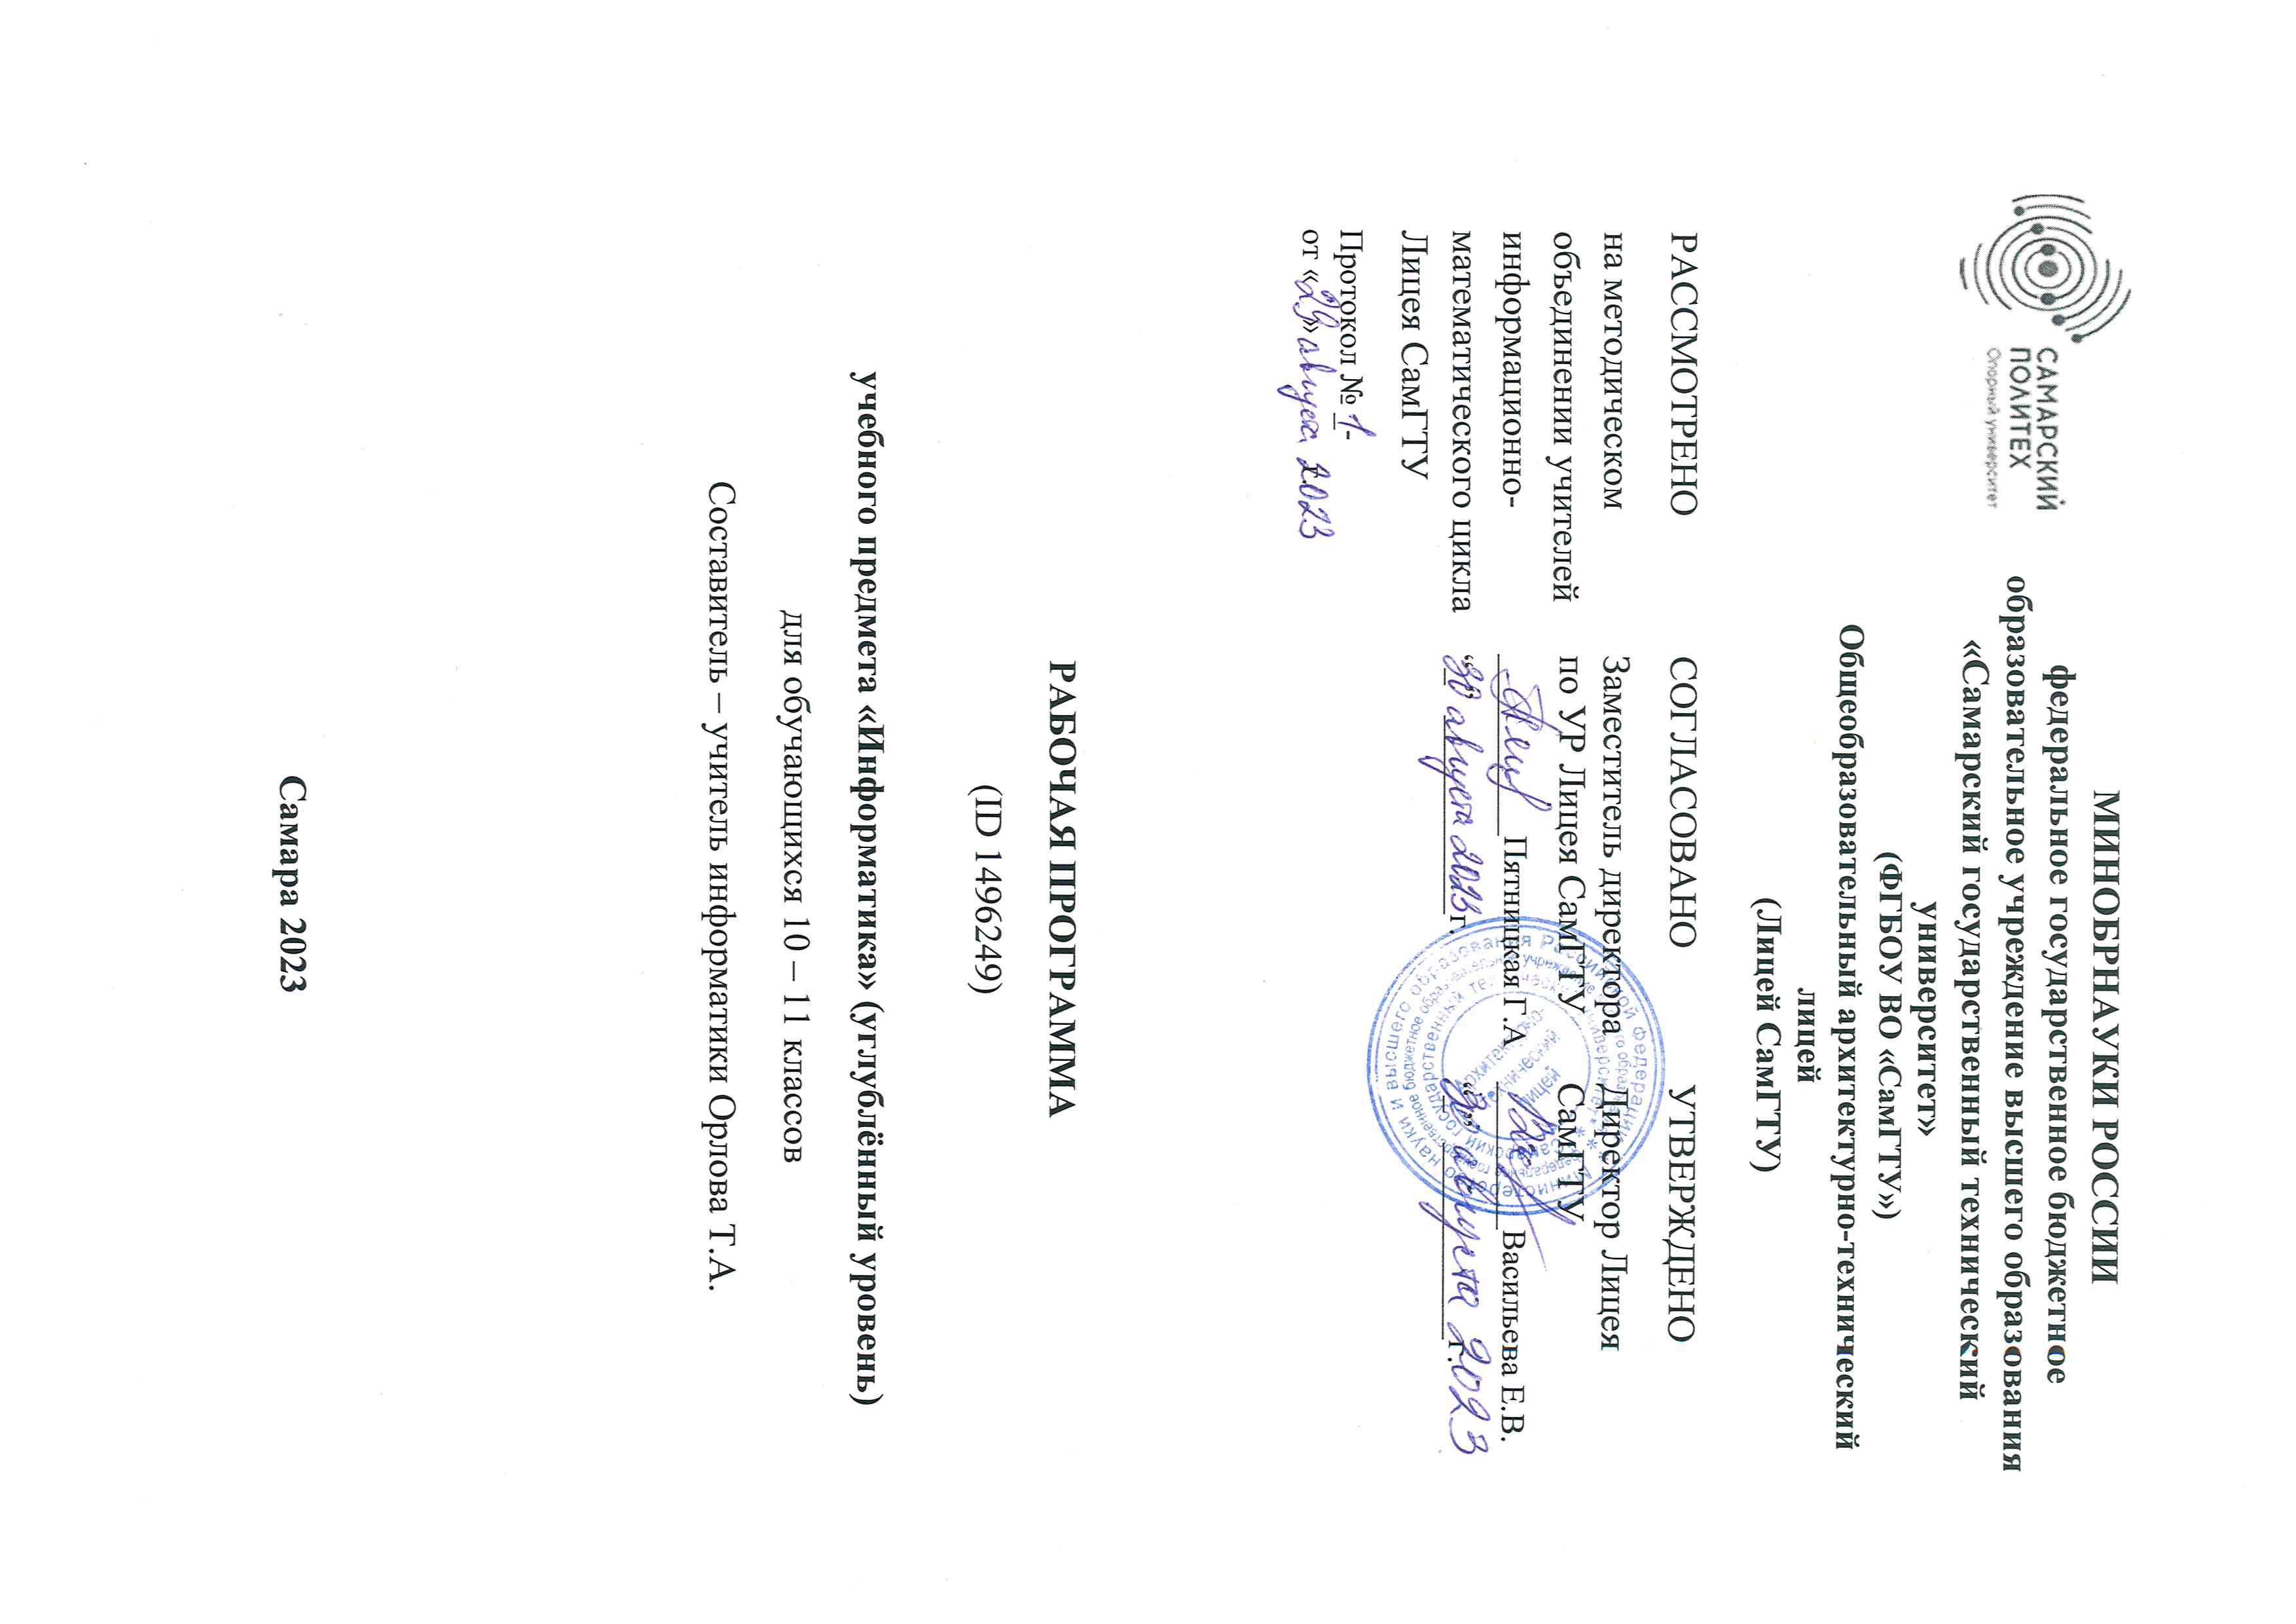 САМАРСКИЙ
ПОЛИТЕХ
Опорный университет
МИНОБРНАУКИ РОССИИ
федеральное государственное бюджетное
образовательное учреждение высшего образования
«Самарский государственный технический
университет»
(ФГБОУ ВО «СамГТУ»)
Общеобразовательный архитектурно-технический
лицей
(Лицей СамГТУ)
РАССМОТРЕНО
на методическом
объединении учителей
информационно-
математического цикла
Лицея СамГТУ
Протокол № 1-
от «29» августа 2023
СОГЛАСОВАНО
Заместитель директора
по УР Лицея СамГТУ
Пятницкая Г.А
“30” августа 2023 г.
УТВЕРЖДЕНО
Директор Лицея
СамГТУ
Васильева Е.В.
августа 2023 г.
РАБОЧАЯ ПРОГРАММА
(ID 1496249)
учебного предмета «Информатика» (углублённый уровень)
для обучающихся 10 – 11 классов
Составитель – учитель информатики Орлова Т.А.
Самара 2023